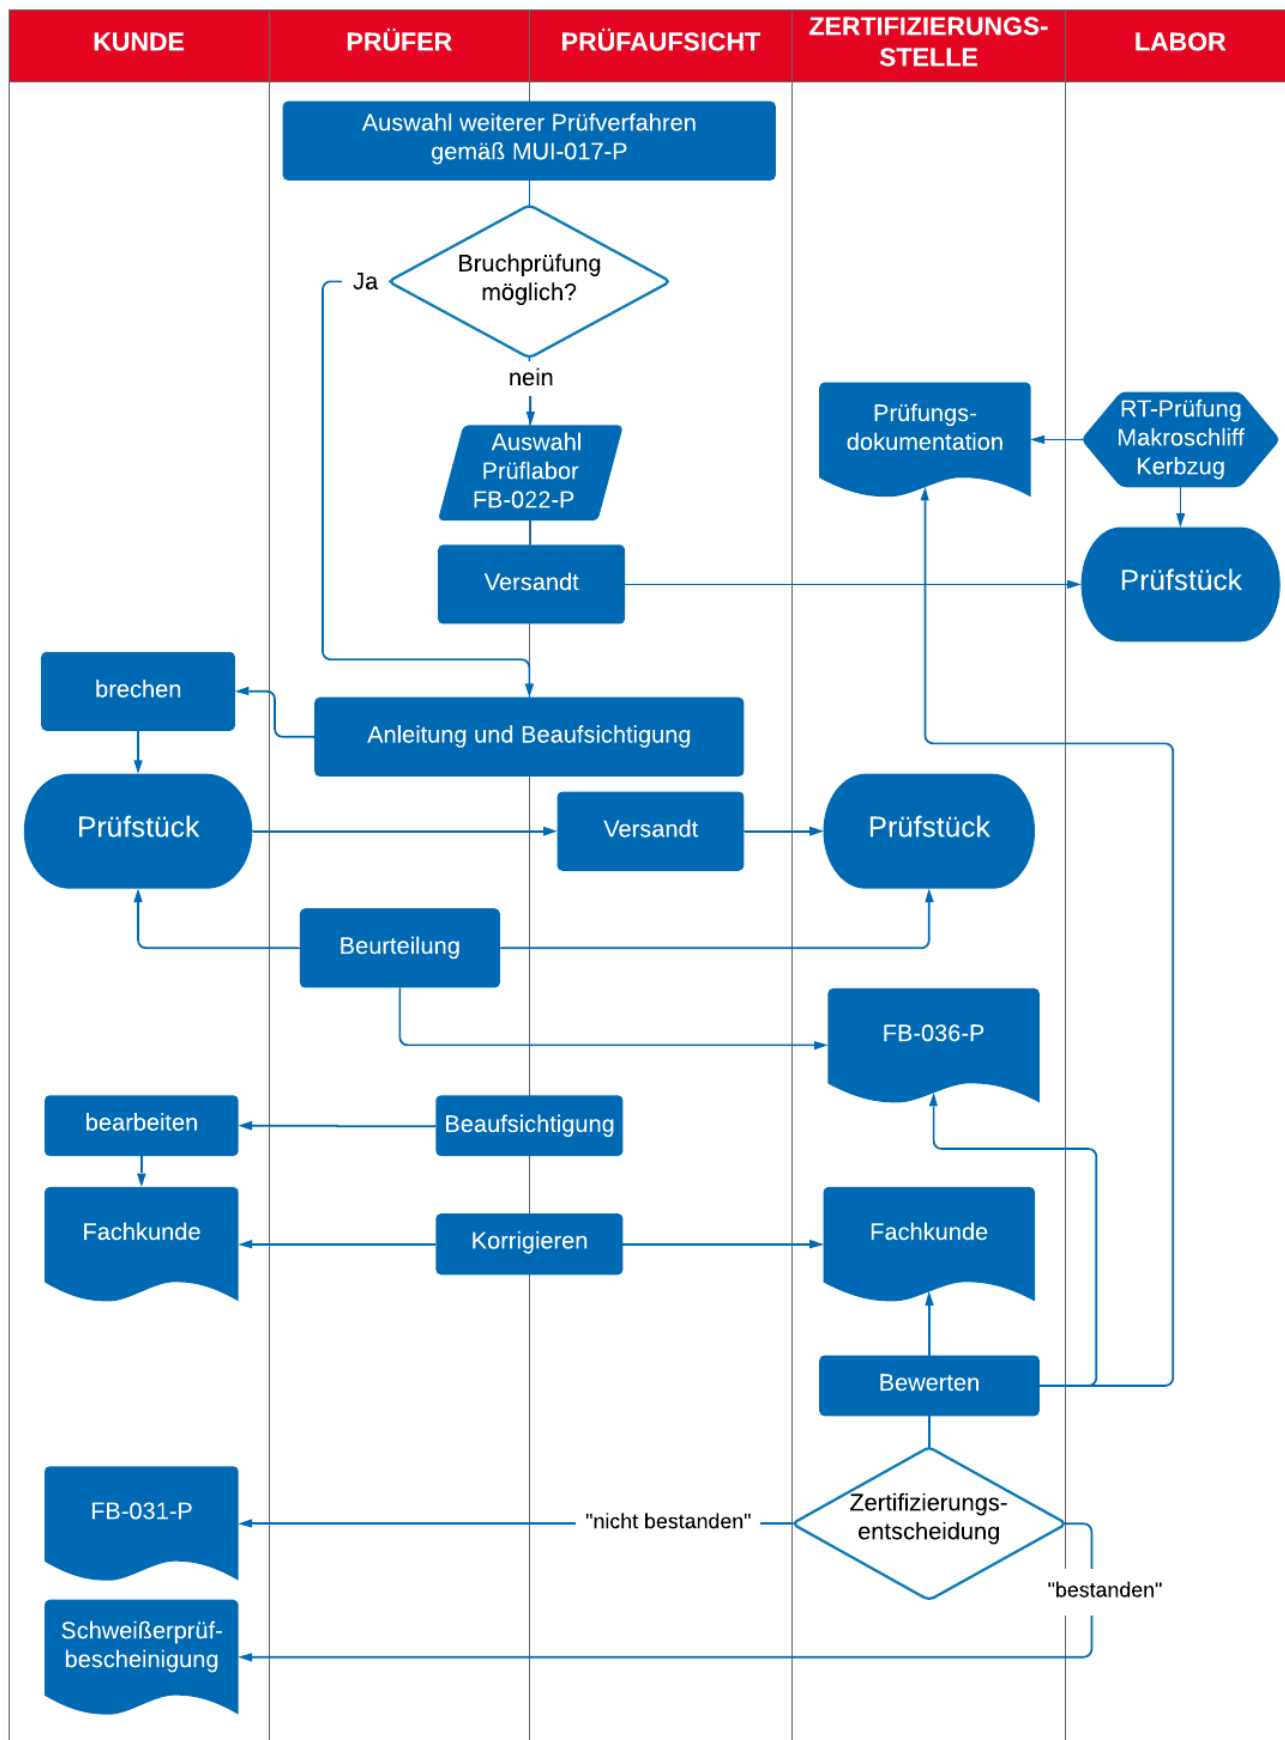 KUNDE
PRÜFER
PRÜFAUFSICHT
ZERTIFIZIERUNGS-
STELLE
LABOR
Auswahl weiterer Prüfverfahren
gemäß MUI-017-P
Bruchprüfung
möglich?
Ja
nein
Auswahl
Prüflabor
FB-022-P
Prüfungs-
dokumentation
RT-Prüfung
Makroschliff
Kerbzug
Versandt
Prüfstück
brechen
Anleitung und Beaufsichtigung
Prüfstück
Versandt
Prüfstück
Beurteilung
FB-036-P
bearbeiten
Beaufsichtigung
Fachkunde
Korrigieren
Fachkunde
Bewerten
FB-031-P
"nicht bestanden"
Zertifizierungs-
entscheidung
"bestanden"
Schweißerprüf-
bescheinigung